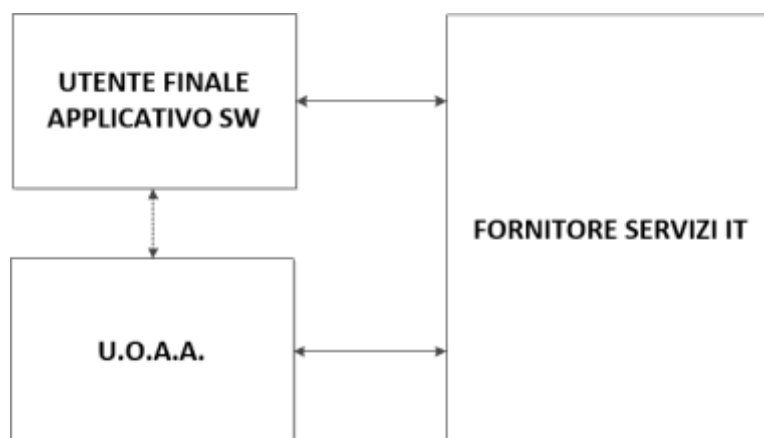 UTENTE FINALE
APPLICATIVO SW
FORNITORE SERVIZI IT
U.O.A.A.